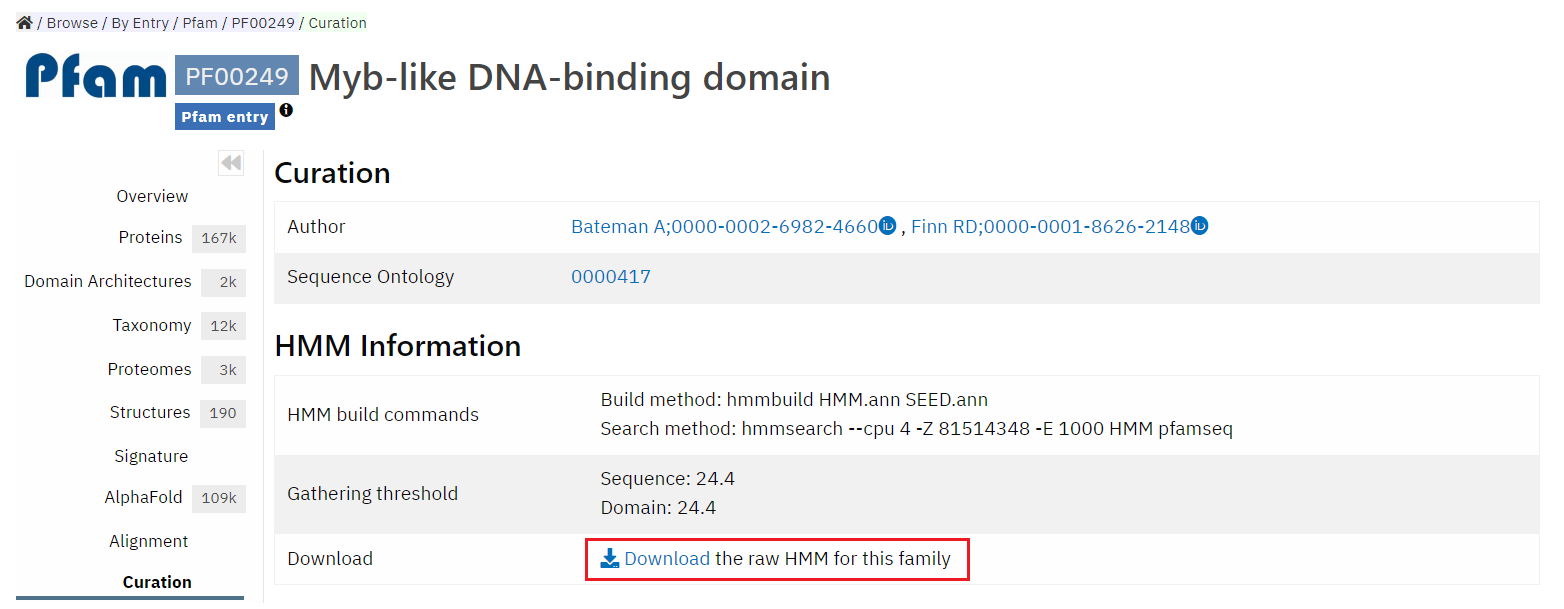 / Browse / By Entry / Pfam / PF00249 / Curation
Pfam PF00249 Myb-like DNA-binding domain
Pfam entry
Overview
Proteins 167k
Domain Architectures 2k
Taxonomy 12k
Proteomes 3k
Structures 190
Signature
AlphaFold 109k
Alignment
Curation
Curation
Author Bateman A;0000-0002-6982-4660 iD , Finn RD;0000-0001-8626-2148 iD
Sequence Ontology 0000417
HMM Information
HMM build commands
Build method: hmmbuild HMM.ann SEED.ann
Search method: hmmsearch --cpu 4 -Z 81514348 -E 1000 HMM pfamseq
Gathering threshold
Sequence: 24.4
Domain: 24.4
Download Download the raw HMM for this family